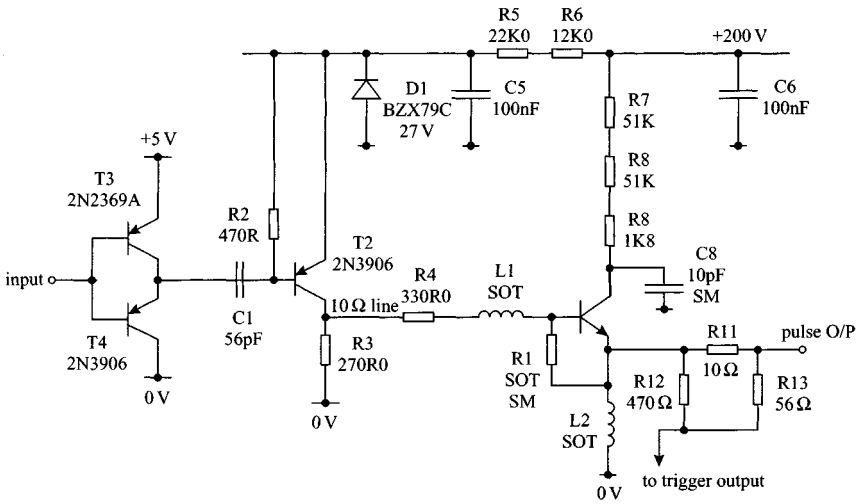 R5
22K0
R6
12K0
+200 V
D1
BZX79C
27 V
C5
100nF
R7
51K
C6
100nF
+5 V
T3
2N2369A
R8
51K
R2
470R
T2
2N3906
R8
1K8
input
C1
56pF
10 Ω line
R4
330R0
L1
SOT
C8
10pF
SM
T4
2N3906
0 V
R3
270R0
0 V
R1
SOT
SM
R11
10 Ω
pulse O/P
R12
470 Ω
R13
56 Ω
L2
SOT
0 V
to trigger output